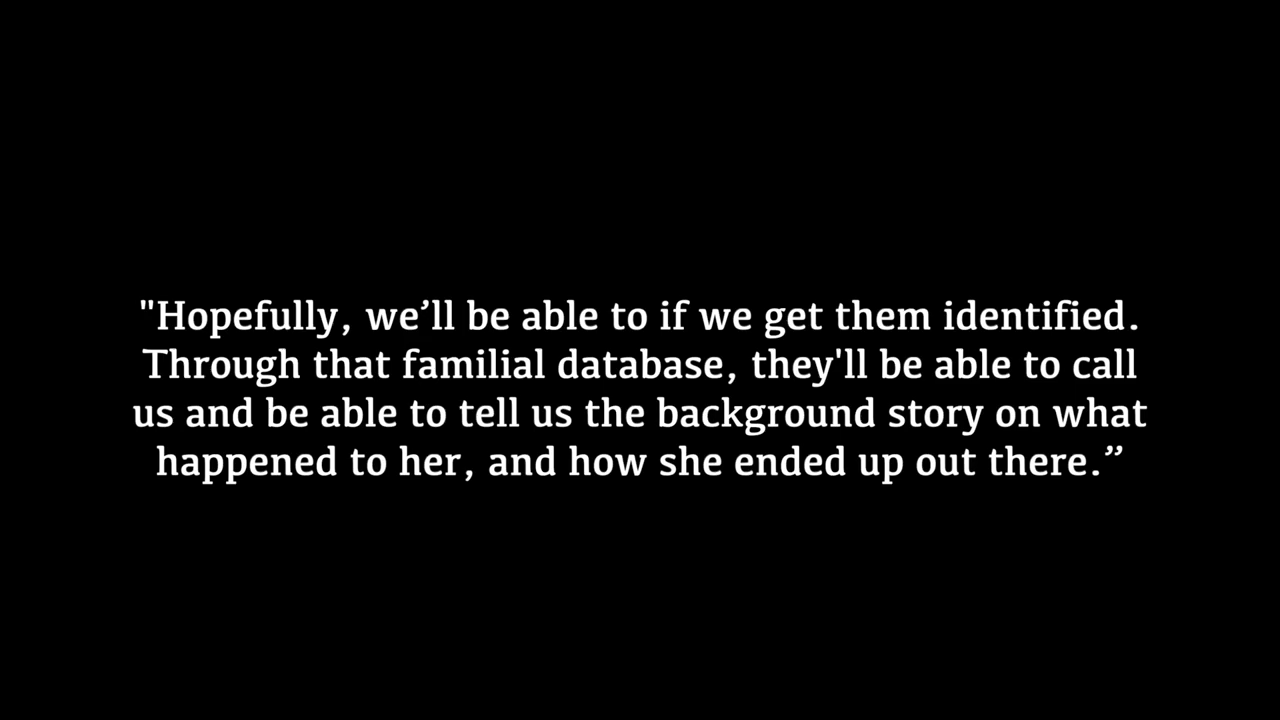 "Hopefully, we’ll be able to if we get them identified.
Through that familial database, they'll be able to call
us and be able to tell us the background story on what
happened to her, and how she ended up out there.”